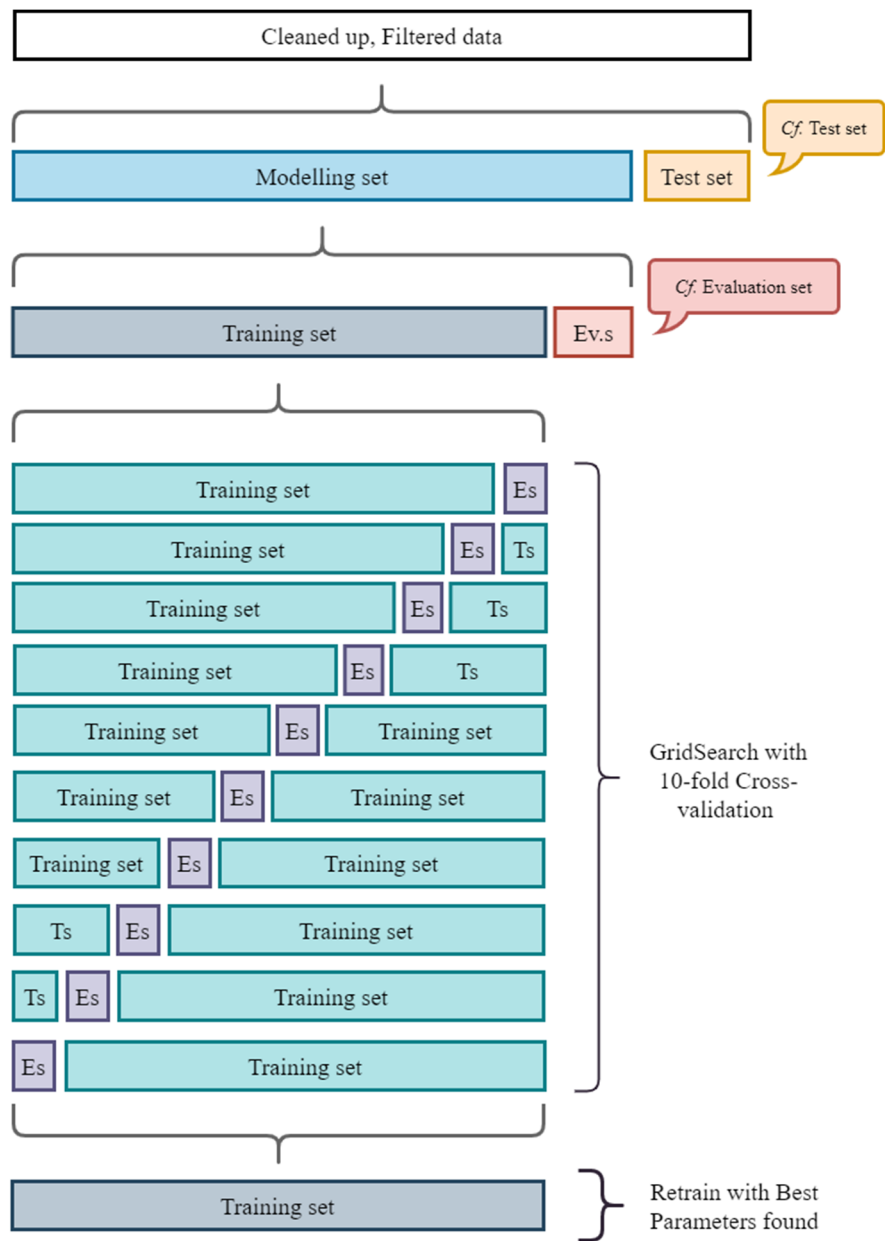 Cleaned up, Filtered data
Cf. Test set
Modelling set
Test set
Cf. Evaluation set
Training set
Ev.s
Training set
Es
Training set
Es
Ts
Training set
Es
Ts
Training set
Es
Ts
Training set
Es
Training set
Training set
Es
Training set
Training set
Es
Training set
Ts
Es
Training set
Ts
Es
Training set
Es
Training set
GridSearch with
10-fold Cross-
validation
Training set
Retrain with Best
Parameters found